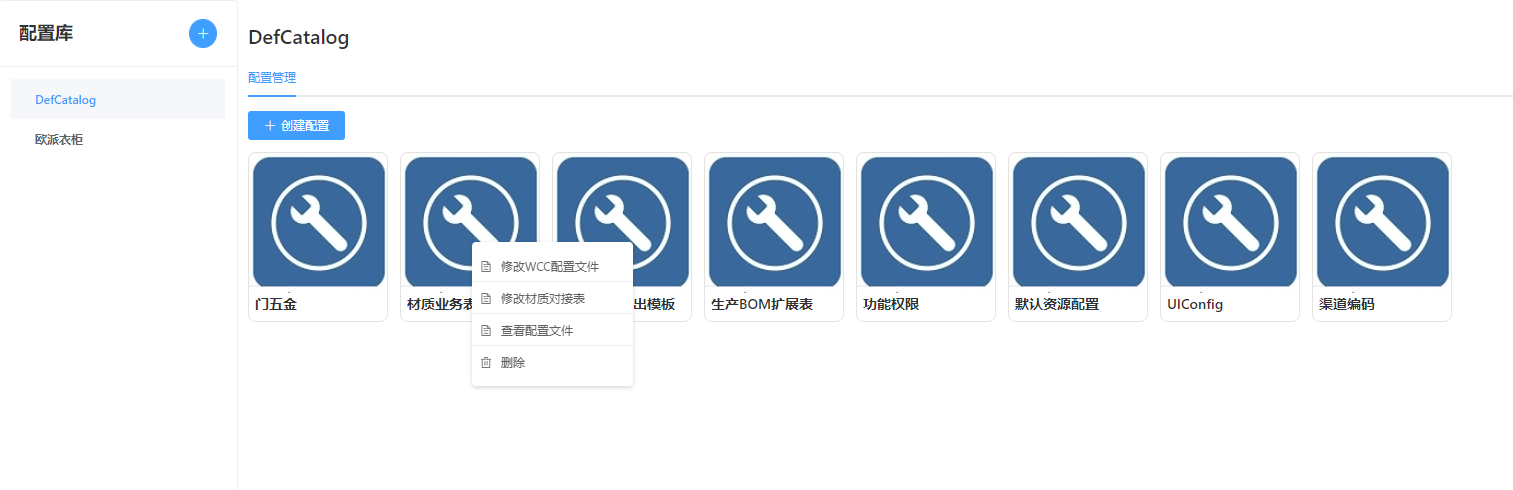 配置库
DefCatalog
欧派衣柜
DefCatalog
配置管理
创建配置
门五金
材质业务
出模板
生产BOM扩展表
功能权限
默认资源配置
UIConfig
渠道编码
修改WCC配置文件
修改材质对接表
查看配置文件
删除